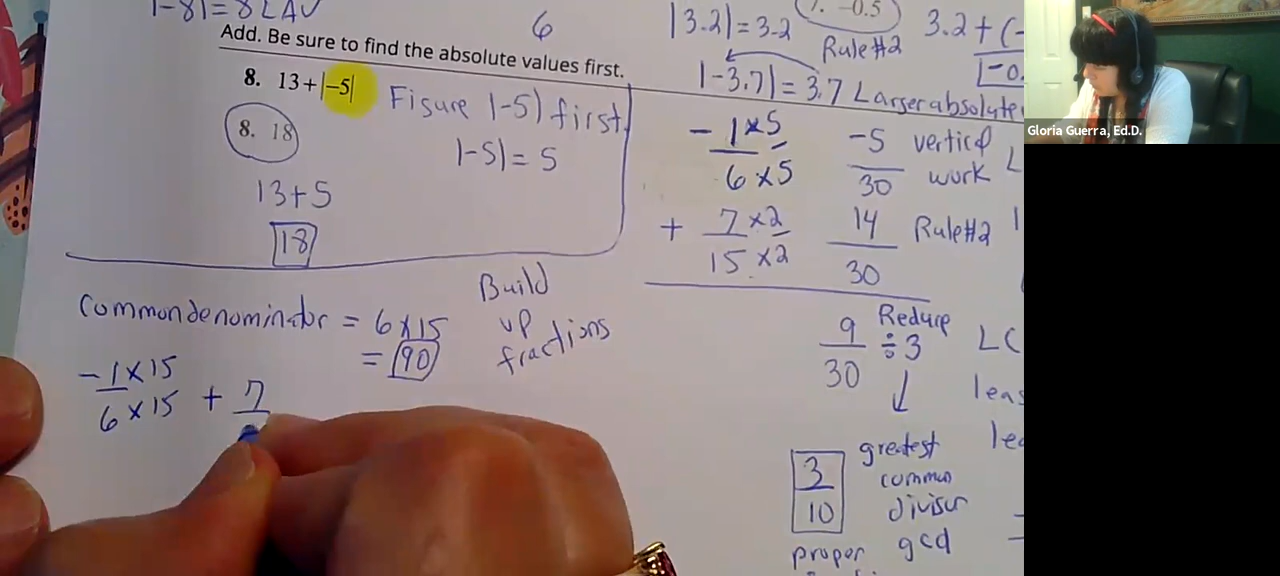 |-8| = 8 LAV
6
Add. Be sure to find the absolute values first.
8. 13+|−5|
8. 18
13+5
18
Figure |-5| first.
|-5| = 5
|3.2| = 3.2
7. -0.5
Rule#2
3.2 + (-
|-3.7| = 3.7 Larger absolute
-0.
- 1 x 5
6 x 5
+ 7 x 2
15 x 2
-5
30
14
30
vertical
work
L
Rule#2
9
30
Reduce
÷3
LC
leas
3
10
greatest
common
divisor
gcd
proper
Common denominator = 6x15
= 90
Build
up
fractions
-1 x 15
6 x 15
+ 7
Gloria Guerra, Ed.D.